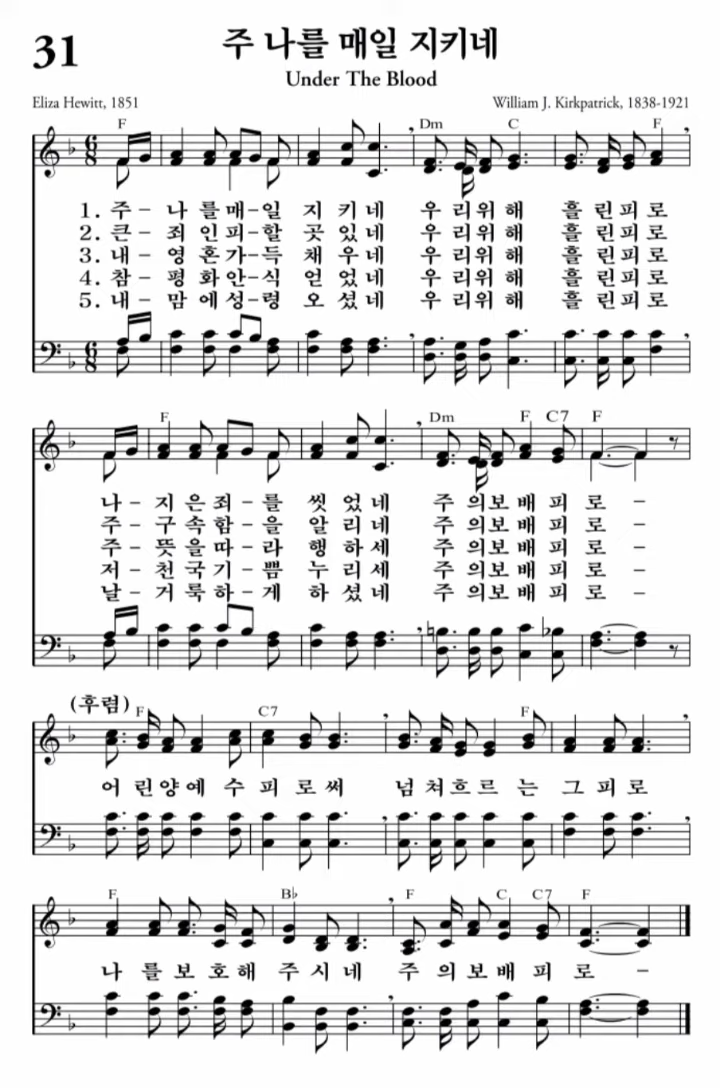 31
주 나를 매일 지키네
Under The Blood
Eliza Hewitt, 1851
William J. Kirkpatrick, 1838-1921
F Dm C F
1. 주- 나 를매-일 지 키 네 우 리위 해 흘 린피 로
2. 큰- 죄 인피-할 곳 있 네 우 리위 해 흘 린피 로
3. 내- 영 혼가-득 채 우 네 우 리위 해 흘 린피 로
4. 참- 평 화안-식 얻 었 네 우 리위 해 흘 린피 로
5. 내- 맘 에성-령 오 셨 네 우 리위 해 흘 린피 로
F Dm F C7 F
나- 지 은죄-를 씻 었 네 주 의보 배 피 로 -
주- 구 속함-을 알 리 네 주 의보 배 피 로 -
주- 뜻 을따-라 행 하 세 주 의보 배 피 로 -
저- 천 국기-쁨 누 리 세 주 의보 배 피 로 -
날- 거 룩하-게 하 셨 네 주 의보 배 피 로 -
(후렴)
F C7 F
어 린양예 수 피 로써 넘 쳐흐르 는 그 피 로
F B♭ F C C7 F
나 를보 호해 주시 네 주 의보배 피 로 -